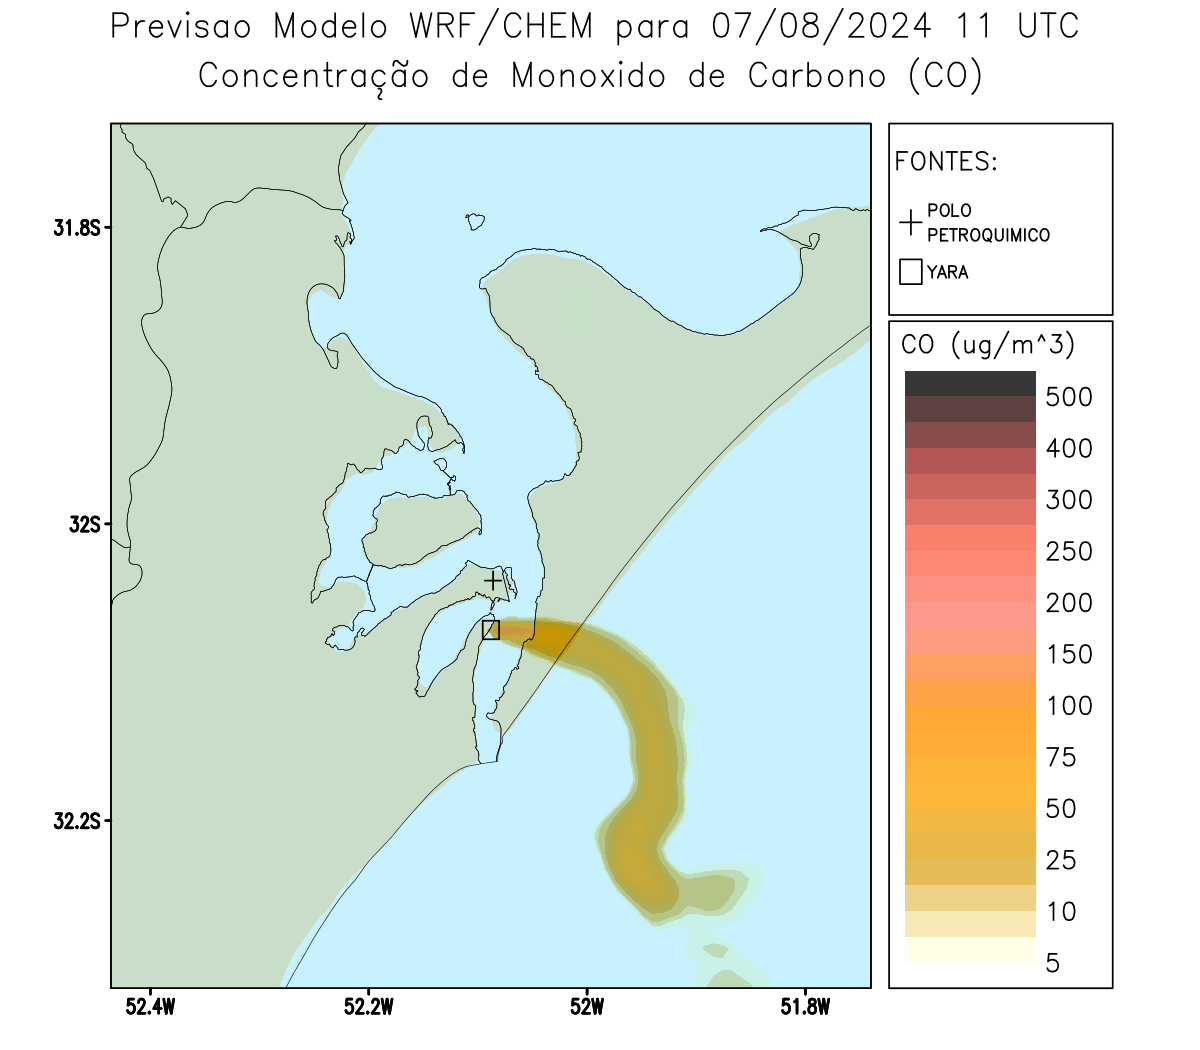 Previsao Modelo WRF/CHEM para 07/08/2024 11 UTC
Concentração de Monoxido de Carbono (CO)
FONTES:
POLO
PETROQUIMICO
YARA
CO (ug/m^3)
500
400
300
250
200
150
100
75
50
25
10
5
31.8S
32S
32.2S
52.4W
52.2W
52W
51.8W